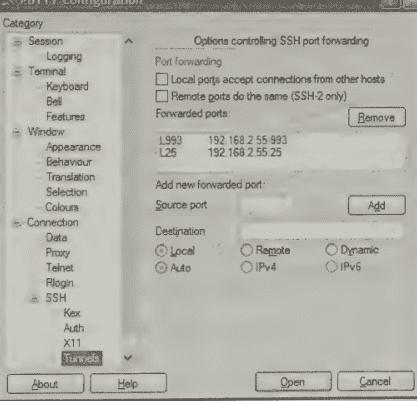 PuTTY Configuration
Category
Session
Logging
Terminal
Keyboard
Bell
Features
Window
Appearance
Behaviour
Translation
Selection
Colours
Connection
Data
Proxy
Telnet
Rlogin
SSH
Kex
Auth
X11
Tunnels
Options controlling SSH port forwarding
Port forwarding
Local ports accept connections from other hosts
Remote ports do the same (SSH-2 only)
Forwarded ports:
Remove
L993 192.168.2.55:993
L25 192.168.2.55:25
Add new forwarded port:
Source port
Add
Destination
Local Remote Dynamic
Auto IPv4 IPv6
About Help Open Cancel